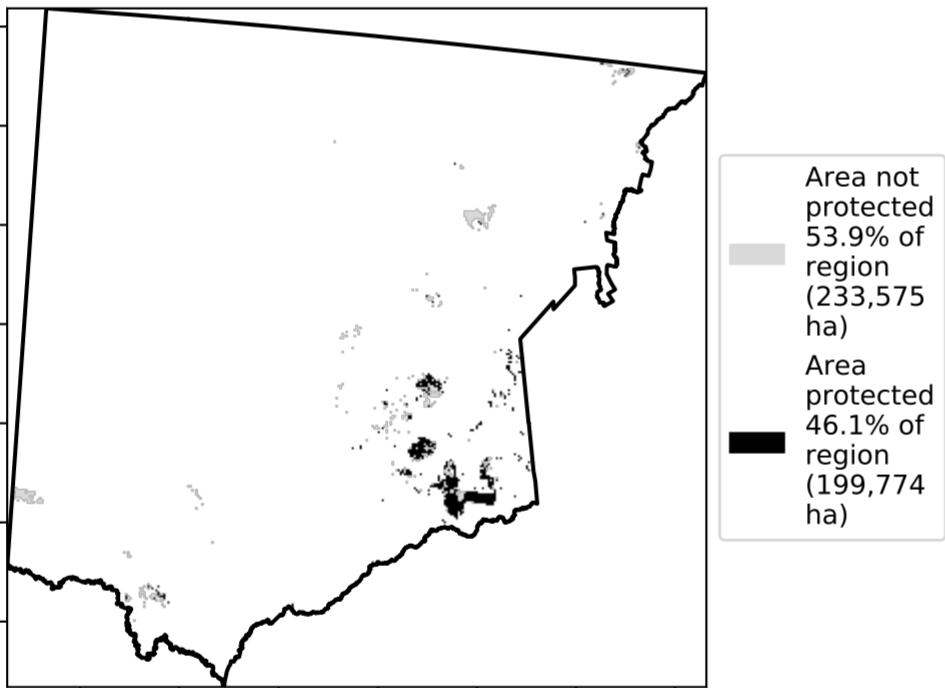 Area not
protected
53.9% of
region
(233,575
ha)
Area
protected
46.1% of
region
(199,774
ha)